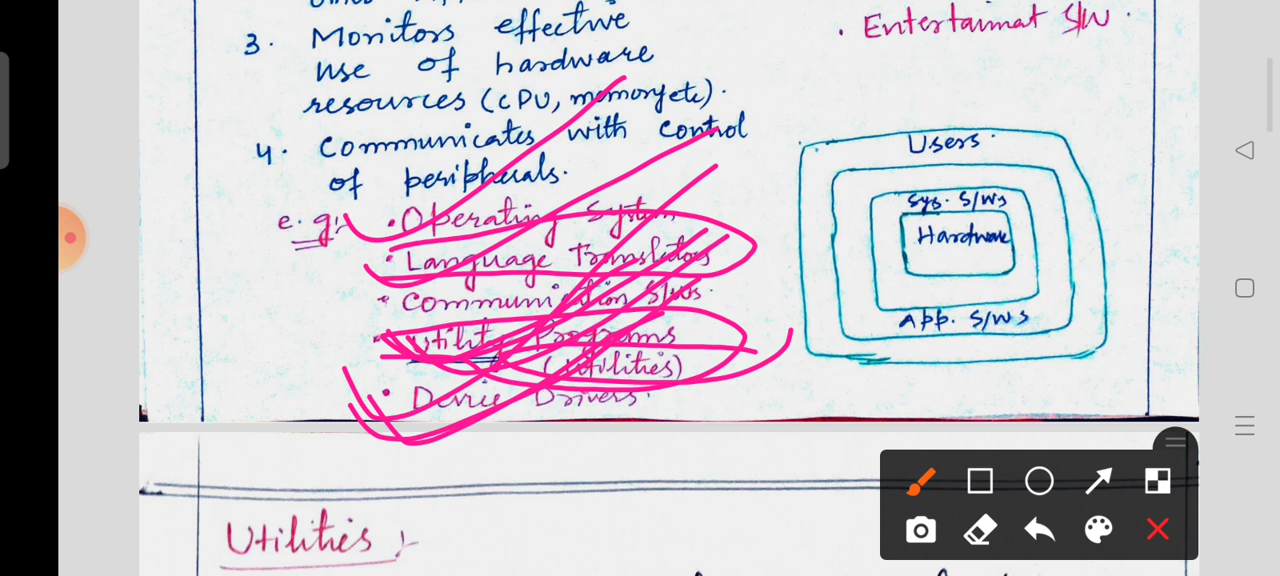 3. Monitors effective
use of hardware
resources (CPU, memory etc).
4. Communicates with control
of peripherals.
e.g:- • Operating System
• Language Translators
• Communication S/Ws.
• Utility Programs
(Utilities)
• Device Drivers.
• Entertainmat S/W.
Users.
Sys. S/Ws
Hardware
App. S/Ws
Utilities :-